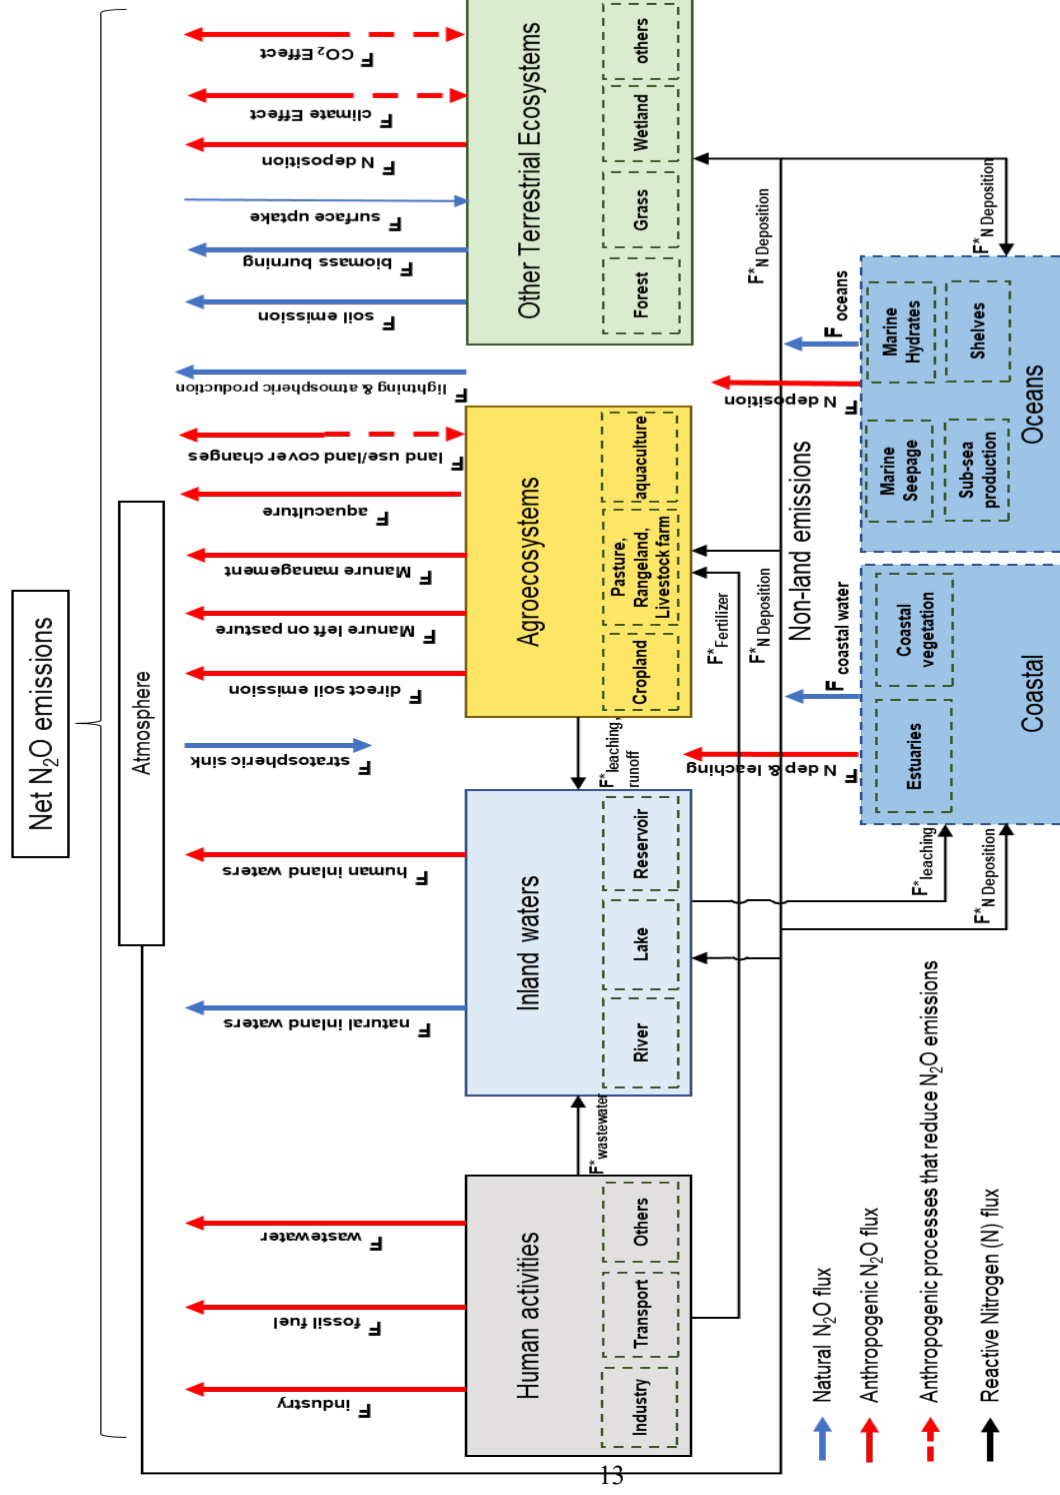 Net N₂O emissions
Atmosphere
F industry
F fossil fuel
F wastewater
F natural inland waters
F human inland waters
F stratospheric sink
F direct soil emission
F Manure left on pasture
F Manure management
F aquaculture
F land use/land cover changes
F lightning & atmospheric production
F soil emission
F biomass burning
F surface uptake
F N deposition
F climate Effect
F CO₂ Effect
Human activities
Industry
Transport
Others
F*wastewater
Inland waters
River
Lake
Reservoir
F*leaching,
runoff
Agroecosystems
Cropland
Pasture,
Rangeland,
Livestock farm
aquaculture
Other Terrestrial Ecosystems
Forest
Grass
Wetland
others
F*Fertilizer
F*N Deposition
F*N Deposition
Non-land emissions
F N dep & leaching
F coastal water
F N deposition
F oceans
F*leaching
F*N Deposition
F*N Deposition
Estuaries
Coastal
vegetation
Coastal
Marine
Seepage
Marine
Hydrates
Sub-sea
production
Shelves
Oceans
Natural N₂O flux
Anthropogenic N₂O flux
Anthropogenic processes that reduce N₂O emissions
Reactive Nitrogen (N) flux
13